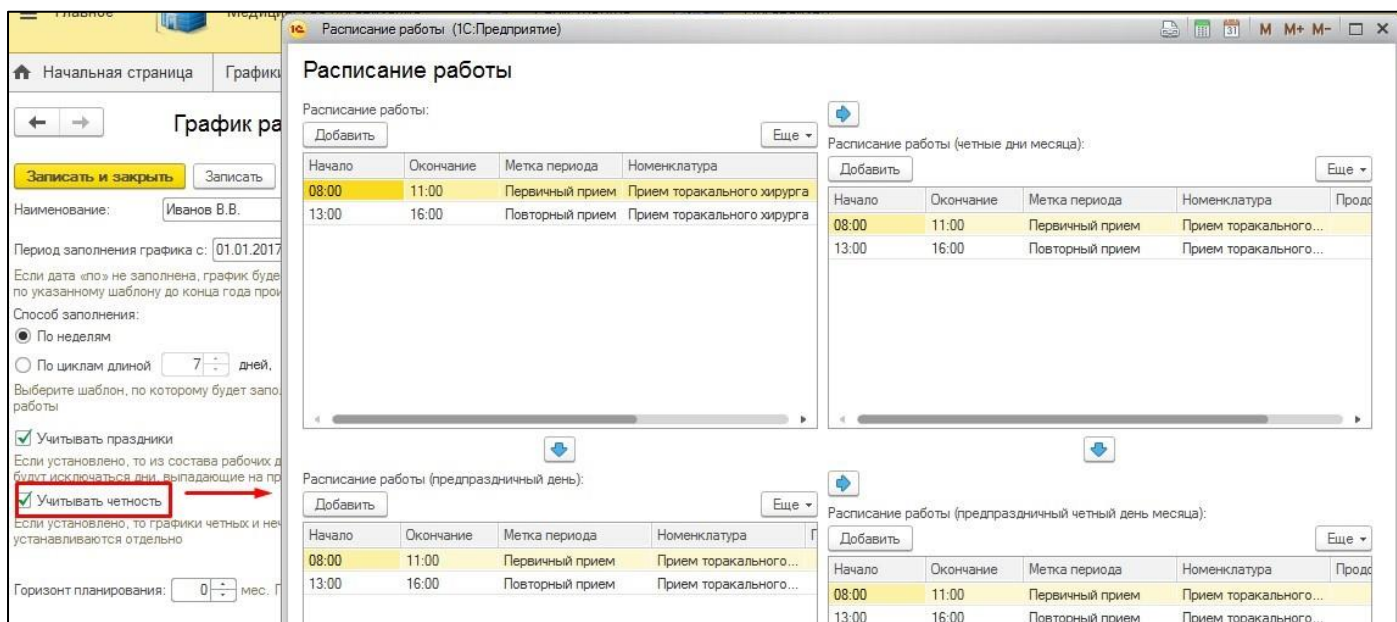 Главное
Расписание работы (1С:Предприятие)
M M+ M-
Начальная страница
График ра
Записать и закрыть
Записать
Наименование: Иванов В.В.
Период заполнения графика с: 01.01.2017
Если дата «по» не заполнена, график буде
по указанному шаблону до конца года прои
Способ заполнения:
По неделям
По циклам длиной 7 дней,
Выберите шаблон, по которому будет запо
работы
Учитывать праздники
Если установлено, то из состава рабочих д
будут исключаться дни, выпадающие на пр
Учитывать четность
Если установлено, то графики четных и неч
устанавливаются отдельно
Горизонт планирования: 0 мес. П
Расписание работы
Расписание работы:
Добавить
Еще
Начало Окончание Метка периода Номенклатура
08:00 11:00 Первичный прием Прием торакального хирурга
13:00 16:00 Повторный прием Прием торакального хирурга
Расписание работы (четные дни месяца):
Добавить
Еще
Начало Окончание Метка периода Номенклатура Продо
08:00 11:00 Первичный прием Прием торакального...
13:00 16:00 Повторный прием Прием торакального...
Расписание работы (предпраздничный день):
Добавить
Еще
Начало Окончание Метка периода Номенклатура
08:00 11:00 Первичный прием Прием торакального...
13:00 16:00 Повторный прием Прием торакального...
Расписание работы (предпраздничный четный день месяца):
Добавить
Еще
Начало Окончание Метка периода Номенклатура Продо
08:00 11:00 Первичный прием Прием торакального...
13:00 16:00 Повторный прием Прием торакального...